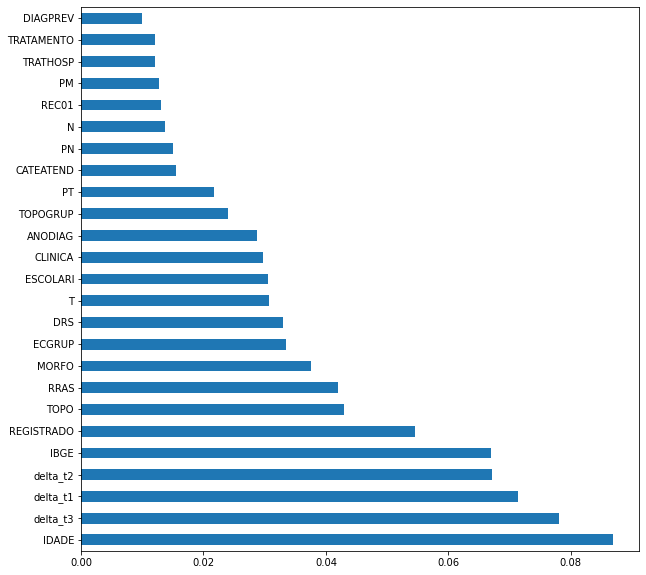 DIAGPREV
TRATAMENTO
TRATHOSP
PM
REC01
N
PN
CATEATEND
PT
TOPOGRUP
ANODIAG
CLINICA
ESCOLARI
T
DRS
ECGRUP
MORFO
RRAS
TOPO
REGISTRADO
IBGE
delta_t2
delta_t1
delta_t3
IDADE
0.00 0.02 0.04 0.06 0.08